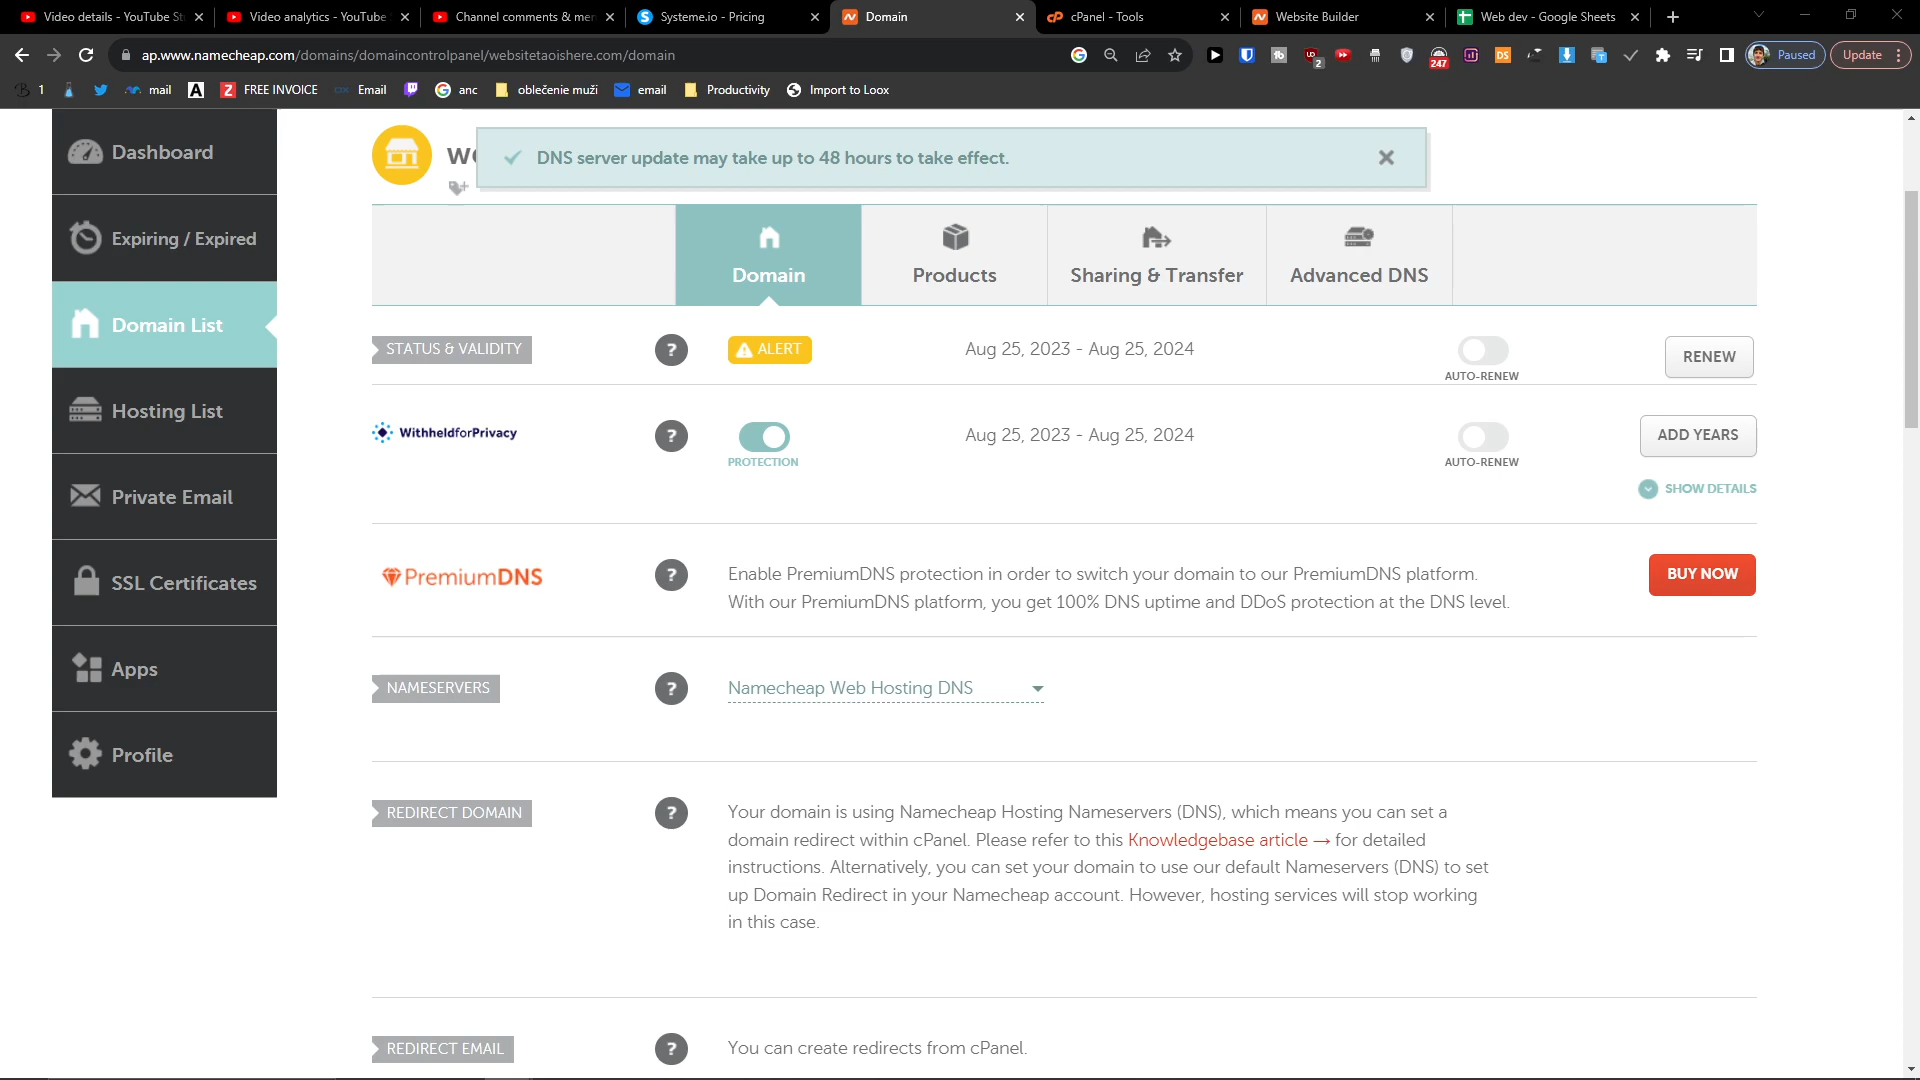 Video details - YouTube St
Video analytics - YouTube
Channel comments & men
Systeme.io - Pricing
Domain
cPanel - Tools
Website Builder
Web dev - Google Sheets
ap.www.namecheap.com/domains/domaincontrolpanel/websitetaoishere.com/domain
2
247
DS
Paused
Update
1
mail
A
Z FREE INVOICE
Email
anc
oblečenie muži
email
Productivity
Import to Loox
Dashboard
Expiring / Expired
Domain List
Hosting List
Private Email
SSL Certificates
Apps
Profile
DNS server update may take up to 48 hours to take effect.
Domain
Products
Sharing & Transfer
Advanced DNS
STATUS & VALIDITY
?
ALERT
Aug 25, 2023 - Aug 25, 2024
AUTO-RENEW
RENEW
WithheldforPrivacy
?
PROTECTION
Aug 25, 2023 - Aug 25, 2024
AUTO-RENEW
ADD YEARS
SHOW DETAILS
PremiumDNS
?
Enable PremiumDNS protection in order to switch your domain to our PremiumDNS platform.
With our PremiumDNS platform, you get 100% DNS uptime and DDoS protection at the DNS level.
BUY NOW
NAMESERVERS
?
Namecheap Web Hosting DNS
REDIRECT DOMAIN
?
Your domain is using Namecheap Hosting Nameservers (DNS), which means you can set a
domain redirect within cPanel. Please refer to this Knowledgebase article → for detailed
instructions. Alternatively, you can set your domain to use our default Nameservers (DNS) to set
up Domain Redirect in your Namecheap account. However, hosting services will stop working
in this case.
REDIRECT EMAIL
?
You can create redirects from cPanel.